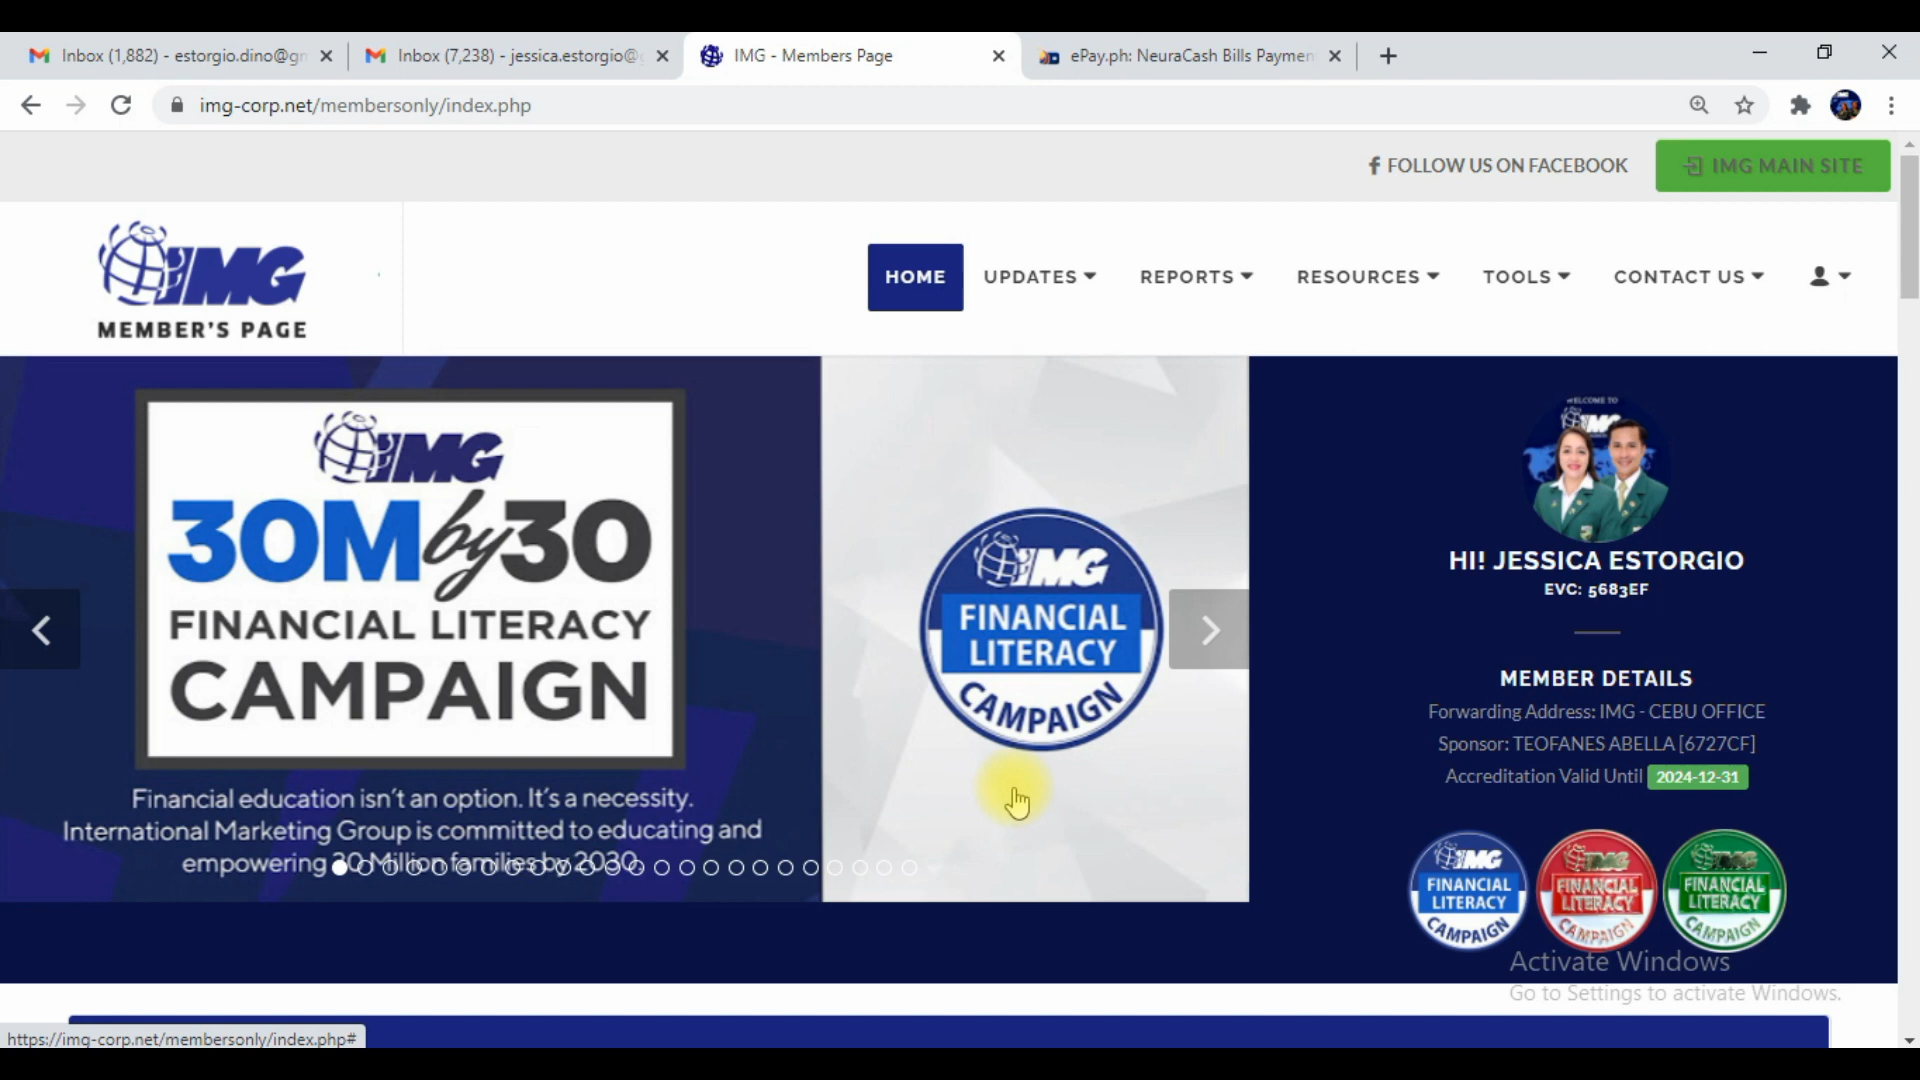 Inbox (1,882) - estorgio.dino@gm
Inbox (7,238) - jessica.estorgio@g
IMG - Members Page
ePay.ph: NeuraCash Bills Paymen
img-corp.net/membersonly/index.php
FOLLOW US ON FACEBOOK
IMG MAIN SITE
IMG
MEMBER'S PAGE
HOME
UPDATES
REPORTS
RESOURCES
TOOLS
CONTACT US
IMG
30M by 30
FINANCIAL LITERACY
CAMPAIGN
Financial education isn't an option. It's a necessity.
International Marketing Group is committed to educating and
empowering 30 Million families by 2030.
IMG
FINANCIAL
LITERACY
CAMPAIGN
WELCOME TO
IMG
HI! JESSICA ESTORGIO
EVC: 5683EF
MEMBER DETAILS
Forwarding Address: IMG - CEBU OFFICE
Sponsor: TEOFANES ABELLA [6727CF]
Accreditation Valid Until 2024-12-31
IMG
FINANCIAL
LITERACY
CAMPAIGN
IMG
FINANCIAL
LITERACY
CAMPAIGN
IMG
FINANCIAL
LITERACY
CAMPAIGN
Activate Windows
Go to Settings to activate Windows.
https://img-corp.net/membersonly/index.php#